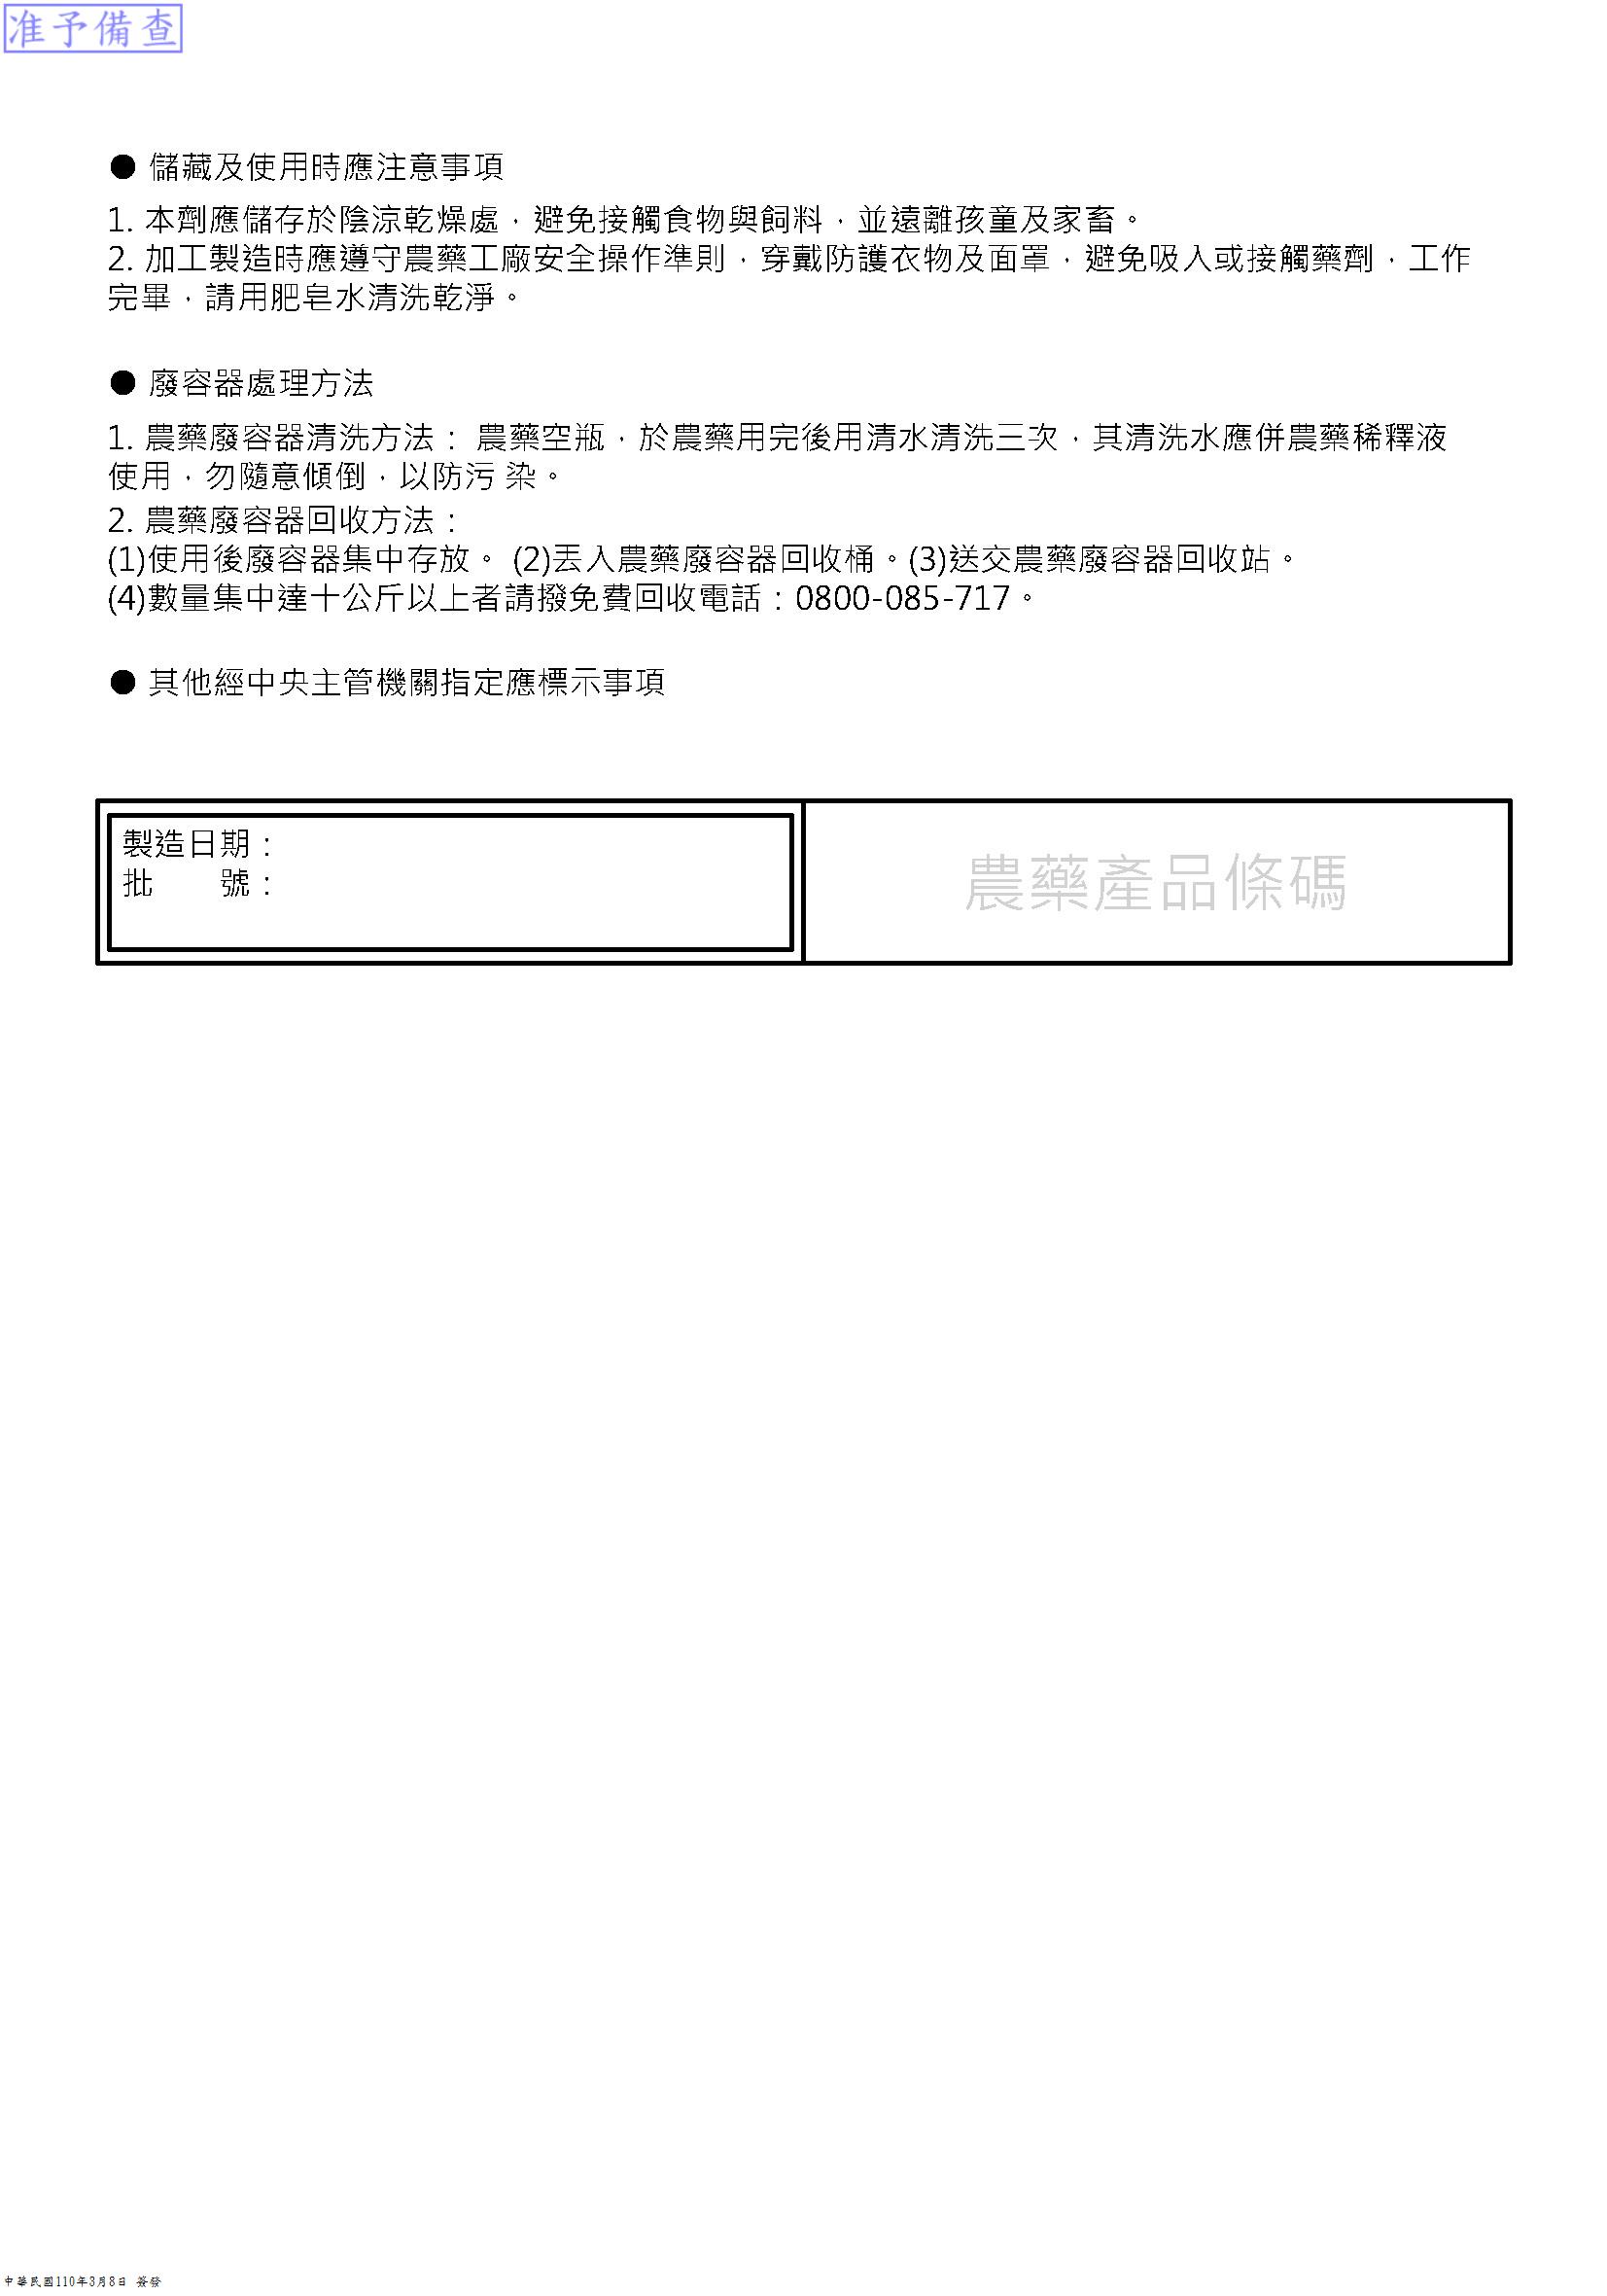 准予備查
● 儲藏及使用時應注意事項
1. 本劑應儲存於陰涼乾燥處，避免接觸食物與飼料，並遠離孩童及家畜。
2. 加工製造時應遵守農藥工廠安全操作準則，穿戴防護衣物及面罩，避免吸入或接觸藥劑，工作
完畢，請用肥皂水清洗乾淨。
● 廢容器處理方法
1. 農藥廢容器清洗方法： 農藥空瓶，於農藥用完後用清水清洗三次，其清洗水應併農藥稀釋液
使用，勿隨意傾倒，以防污 染。
2. 農藥廢容器回收方法：
(1)使用後廢容器集中存放。 (2)丟入農藥廢容器回收桶。(3)送交農藥廢容器回收站。
(4)數量集中達十公斤以上者請撥免費回收電話：0800-085-717。
● 其他經中央主管機關指定應標示事項
製造日期：
批　　號：
農藥產品條碼
中華民國110年3月8日 簽發